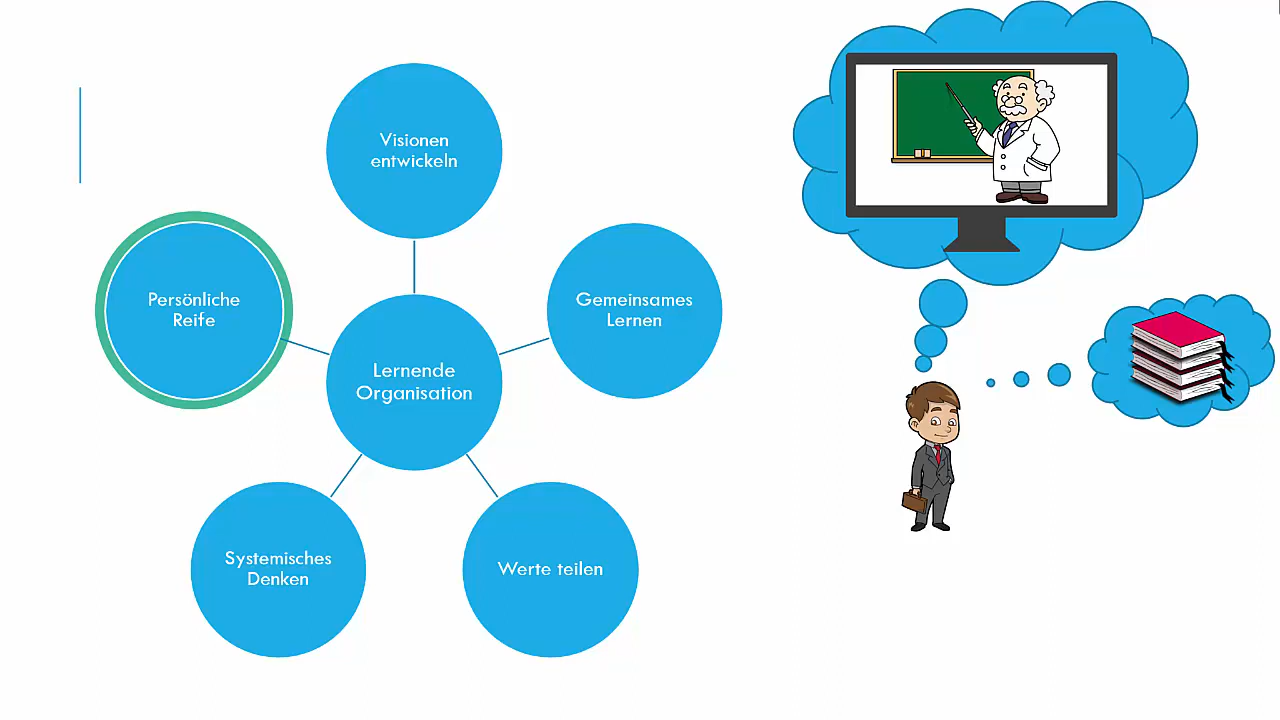 Visionen
entwickeln
Persönliche
Reife
Gemeinsames
Lernen
Lernende
Organisation
Systemisches
Denken
Werte teilen